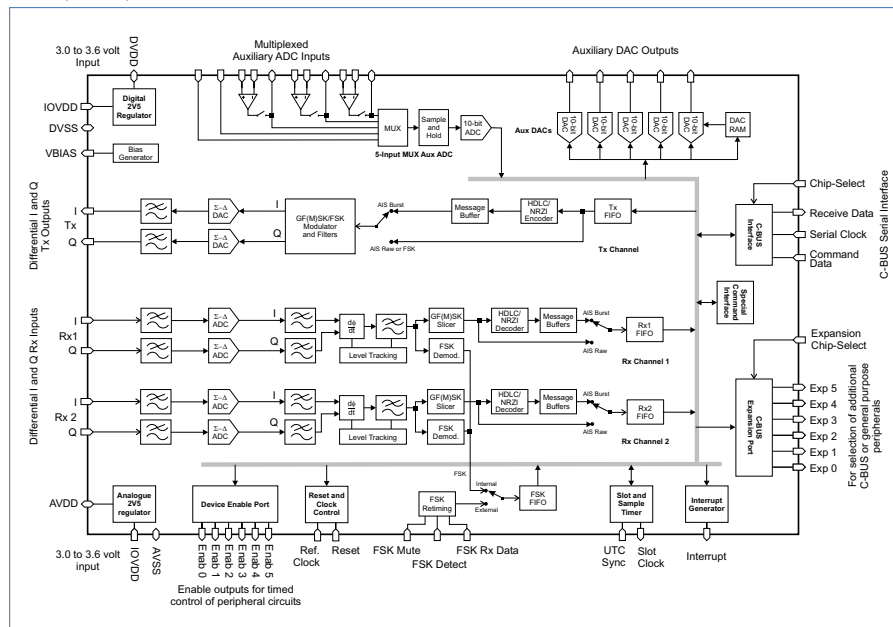 3.0 to 3.6 volt
Input
DVDD
Multiplexed
Auxiliary ADC Inputs
Auxiliary DAC Outputs
IOVDD
DVSS
VBIAS
Digital
2V5
Regulator
Bias
Generator
MUX
Sample
and
Hold
10-bit
ADC
5-Input MUX Aux ADC
Aux DACs
10-bit
DAC
10-bit
DAC
10-bit
DAC
10-bit
DAC
10-bit
DAC
DAC
RAM
Differential I and Q
Tx Outputs
I
Tx
Q
Σ–Δ
DAC
Σ–Δ
DAC
I
Q
GF(M)SK/FSK
Modulator
and Filters
AIS Burst
AIS Raw or FSK
Message
Buffer
HDLC/
NRZI
Encoder
Tx
FIFO
Tx Channel
C-BUS
Interface
Chip-Select
Receive Data
Serial Clock
Command
Data
C-BUS Serial Interface
Special
Command
Interface
Differential I and Q Rx Inputs
I
Rx1
Q
Σ–Δ
ADC
Σ–Δ
ADC
I
Q
dφ
dt
Level Tracking
GF(M)SK
Slicer
FSK
Demod.
HDLC/
NRZI
Decoder
Message
Buffers
AIS Burst
AIS Raw
Rx1
FIFO
Rx Channel 1
I
Rx 2
Q
Σ–Δ
ADC
Σ–Δ
ADC
I
Q
dφ
dt
Level Tracking
GF(M)SK
Slicer
FSK
Demod.
HDLC/
NRZI
Decoder
Message
Buffers
AIS Burst
AIS Raw
Rx2
FIFO
Rx Channel 2
Expansion
Chip-Select
C-BUS
Expansion Port
Exp 5
Exp 4
Exp 3
Exp 2
Exp 1
Exp 0
For selection of additional
C-BUS or general purpose
peripherals
FSK
Internal
External
AVDD
Analogue
2V5
regulator
Device Enable Port
Reset and
Clock
Control
FSK
Retiming
FSK
FIFO
Slot and
Sample
Timer
Interrupt
Generator
3.0 to 3.6 volt
input
IOVDD
AVSS
Enab 0
Enab 1
Enab 2
Enab 3
Enab 4
Enab 5
Enable outputs for timed
control of peripheral circuits
Ref.
Clock
Reset
FSK Mute
FSK Detect
FSK Rx Data
UTC
Sync
Slot
Clock
Interrupt